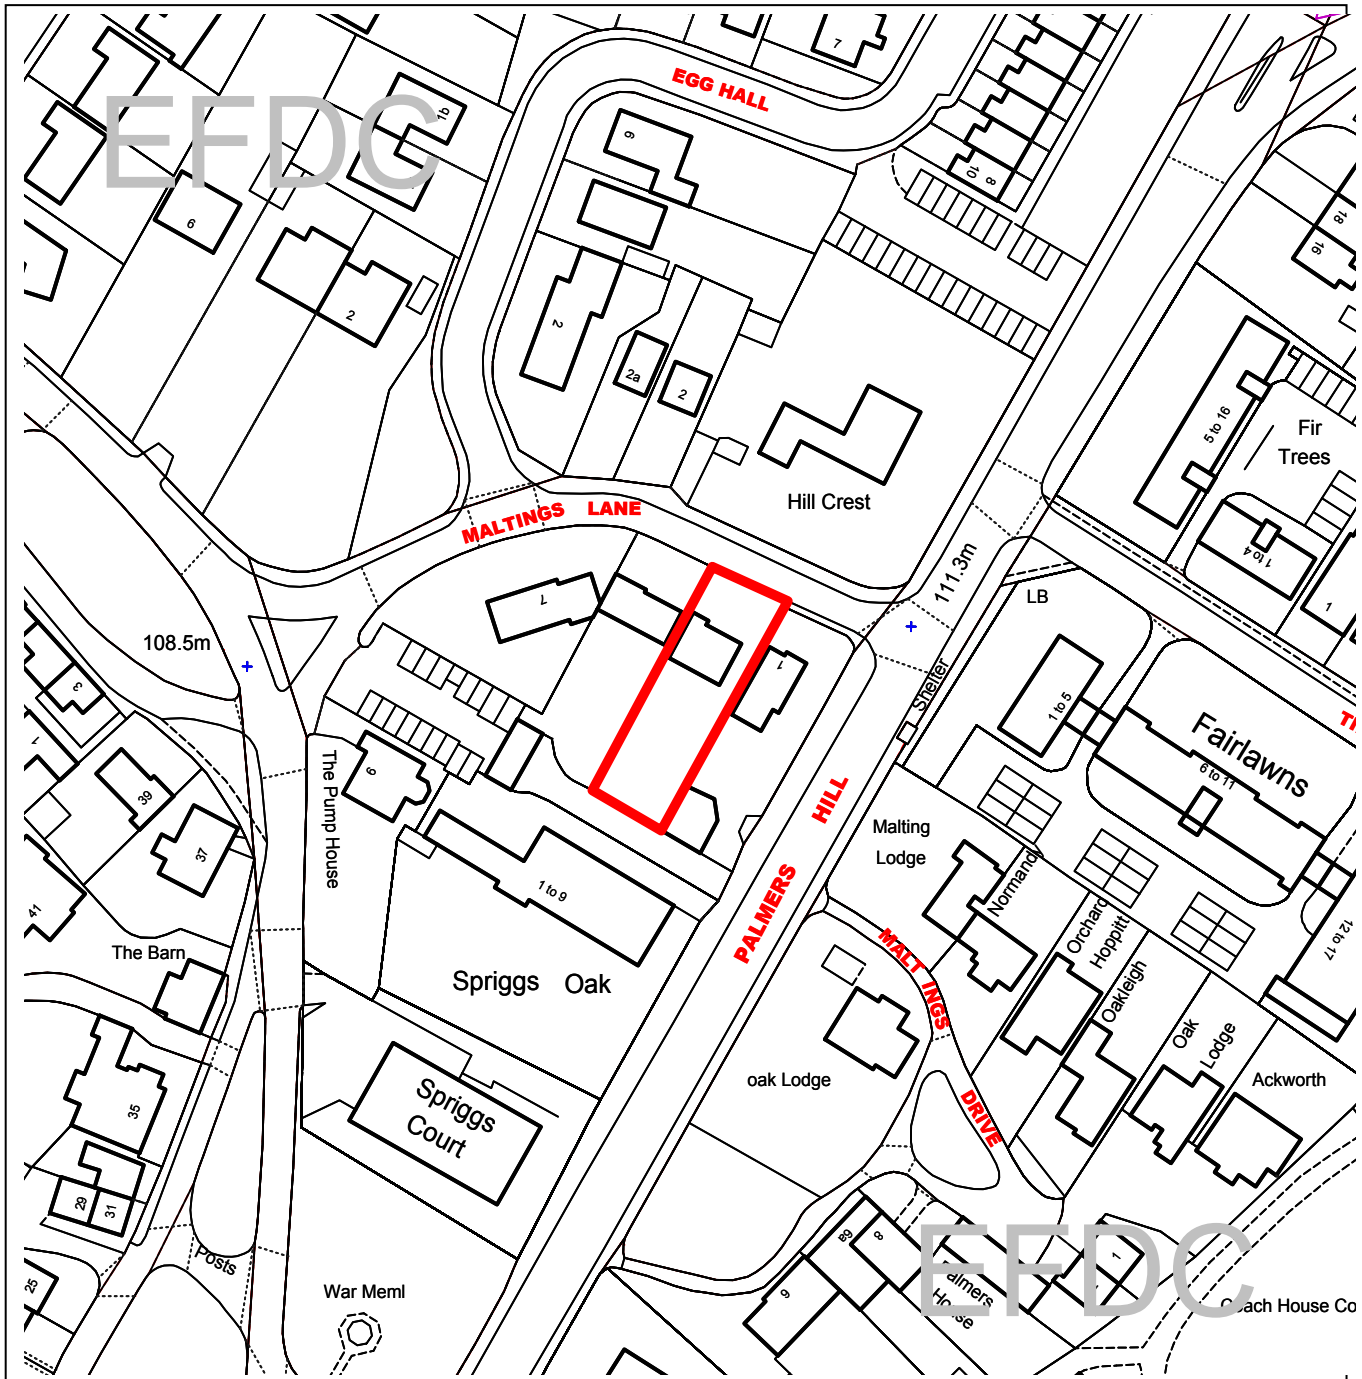 7
EGG HALL
EFDC
1b
6
10
8
18
16
9
2
2
2a
2
5 to 16
Fir
Trees
Hill Crest
MALTINGS LANE
111.3m
1 to 4
1
LB
7
108.5m
1
Shelter
3
1
1 to 5
Fairlawns
6 to 11
The Pump House
6
39
HILL
37
Malting
Lodge
Normandy
1 to 9
PALMERS
41
Orchard
Hoppitt
12 to 17
The Barn
MALTINGS
Spriggs Oak
Oakleigh
Oak
Lodge
oak Lodge
Ackworth
Spriggs
Court
35
DRIVE
29
31
Posts
25
War Meml
8
9
1
EFDC
House